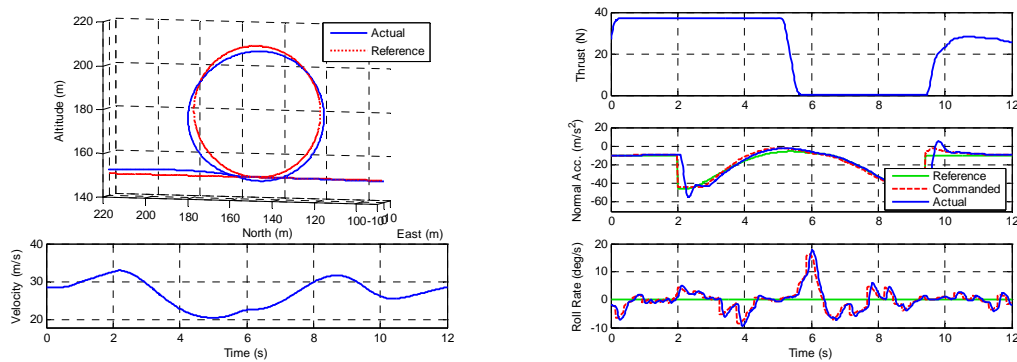 220
200
180
160
140
Altitude (m)
Actual
Reference
220
200
180
160
140
120
100
-10
10
North (m)
East (m)
40
30
20
Velocity (m/s)
0 2 4 6 8 10 12
Time (s)
40
20
0
Thrust (N)
0 2 4 6 8 10 12
20
0
-20
-40
-60
Normal Acc. (m/s²)
Reference
Commanded
Actual
0 2 4 6 8 10 12
20
10
0
-10
Roll Rate (deg/s)
0 2 4 6 8 10 12
Time (s)